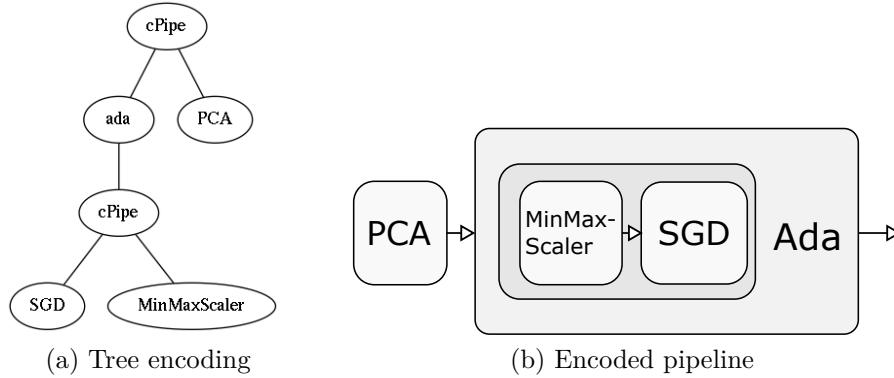 cPipe
ada
PCA
cPipe
SGD
MinMaxScaler
(a) Tree encoding
PCA
MinMax-
Scaler
SGD
Ada
(b) Encoded pipeline